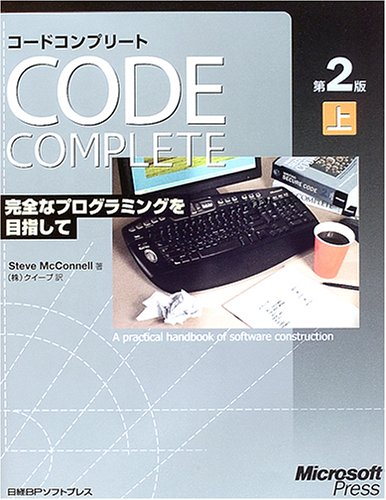 コードコンプリート
CODE
COMPLETE
第2版
上
完全なプログラミングを
目指して
Steve McConnell 著
(株)クイープ 訳
SECURE CODE
A practical handbook of software construction
日経BPソフトプレス
Microsoft
Press